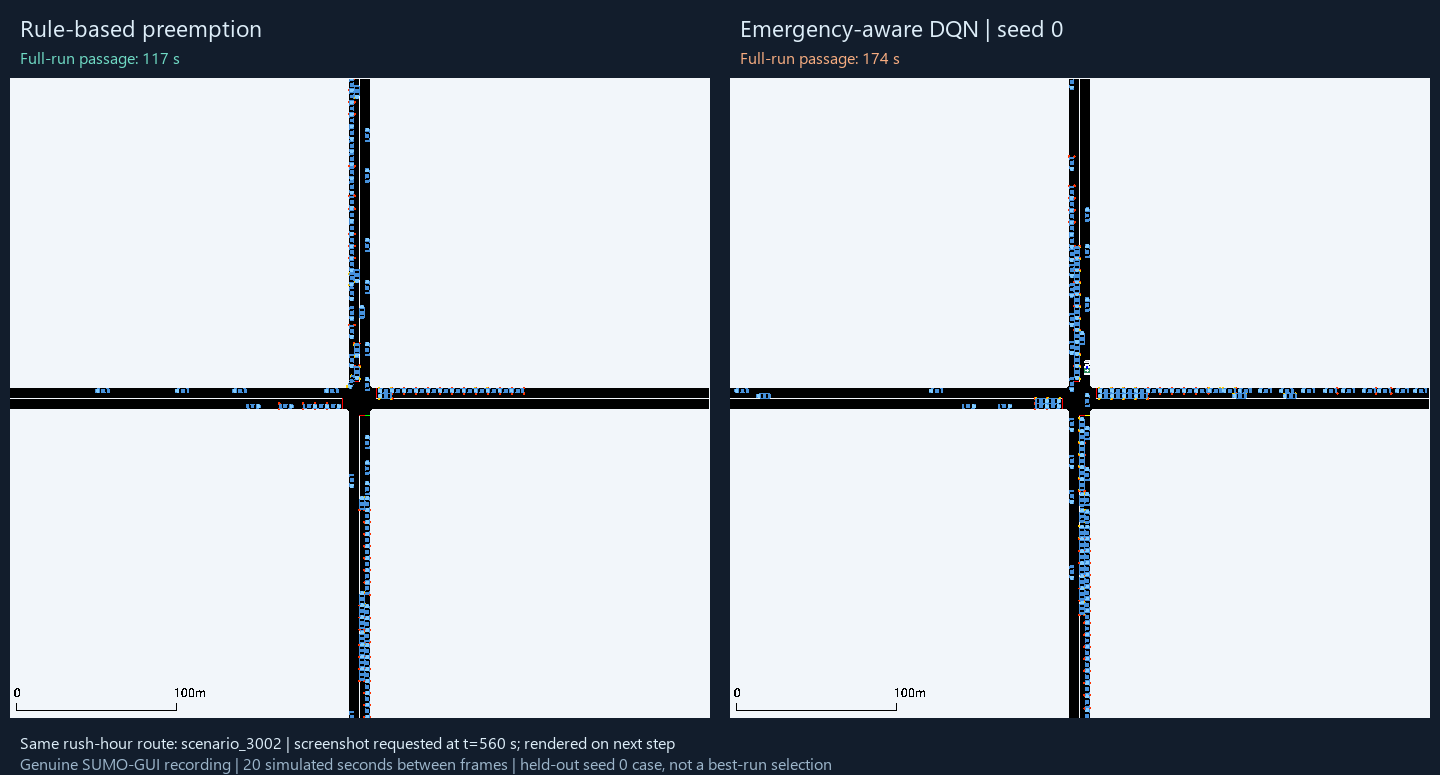 Rule-based preemption
Full-run passage: 117 s
Emergency-aware DQN | seed 0
Full-run passage: 174 s
0 100m
0 100m
Same rush-hour route: scenario_3002 | screenshot requested at t=560 s; rendered on next step
Genuine SUMO-GUI recording | 20 simulated seconds between frames | held-out seed 0 case, not a best-run selection